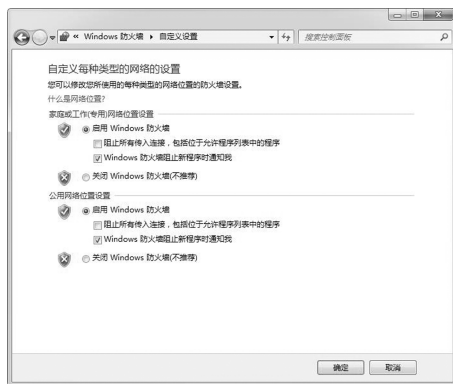 « Windows 防火墙 ▸ 自定义设置
搜索控制面板
自定义每种类型的网络的设置
您可以修改您所使用的每种类型的网络位置的防火墙设置。
什么是网络位置?
家庭或工作(专用)网络位置设置
启用 Windows 防火墙
阻止所有传入连接，包括位于允许程序列表中的程序
Windows 防火墙阻止新程序时通知我
关闭 Windows 防火墙(不推荐)
公用网络位置设置
启用 Windows 防火墙
阻止所有传入连接，包括位于允许程序列表中的程序
Windows 防火墙阻止新程序时通知我
关闭 Windows 防火墙(不推荐)
确定 取消